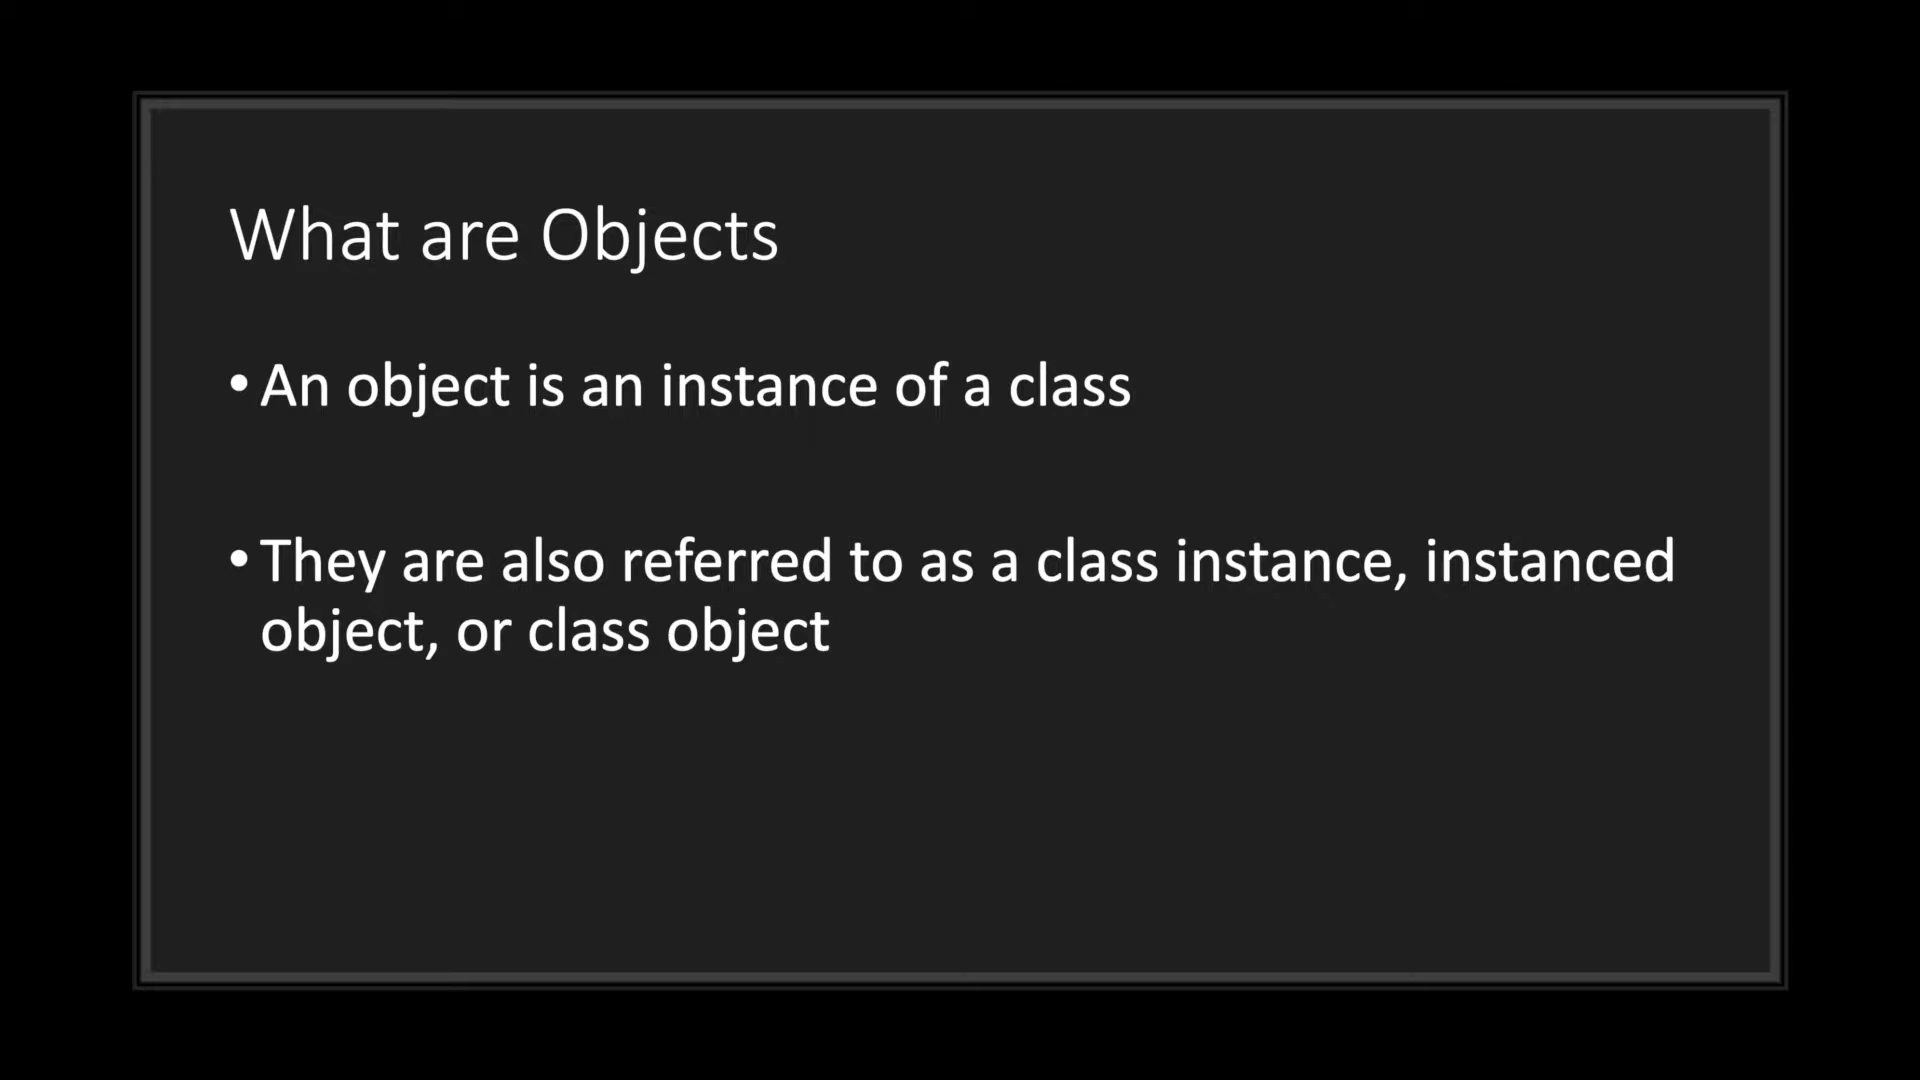 What are Objects
• An object is an instance of a class
• They are also referred to as a class instance, instanced
object, or class object